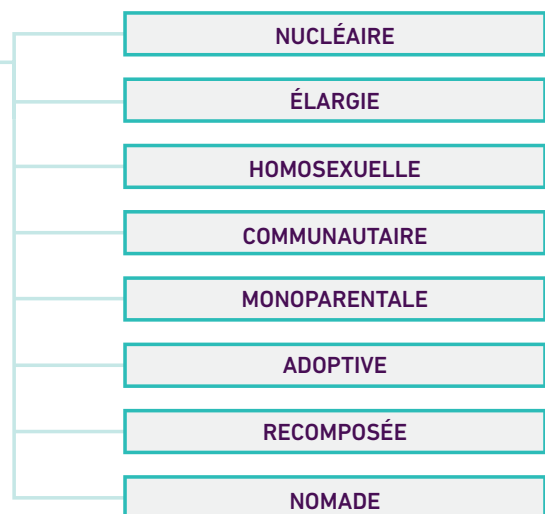 NUCLÉAIRE
ÉLARGIE
HOMOSEXUELLE
COMMUNAUTAIRE
MONOPARENTALE
ADOPTIVE
RECOMPOSÉE
NOMADE